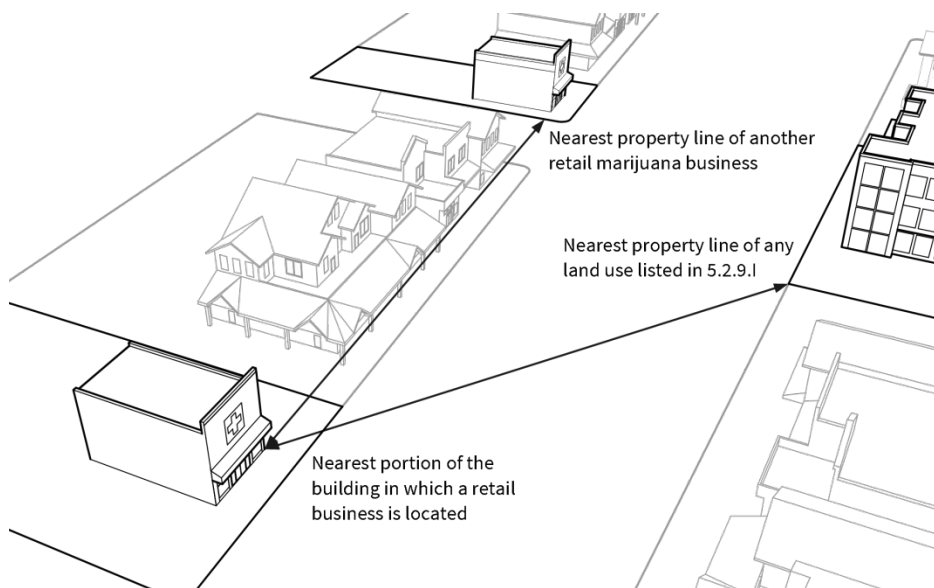 Nearest property line of another
retail marijuana business
Nearest property line of any
land use listed in 5.2.9.I
Nearest portion of the
building in which a retail
business is located